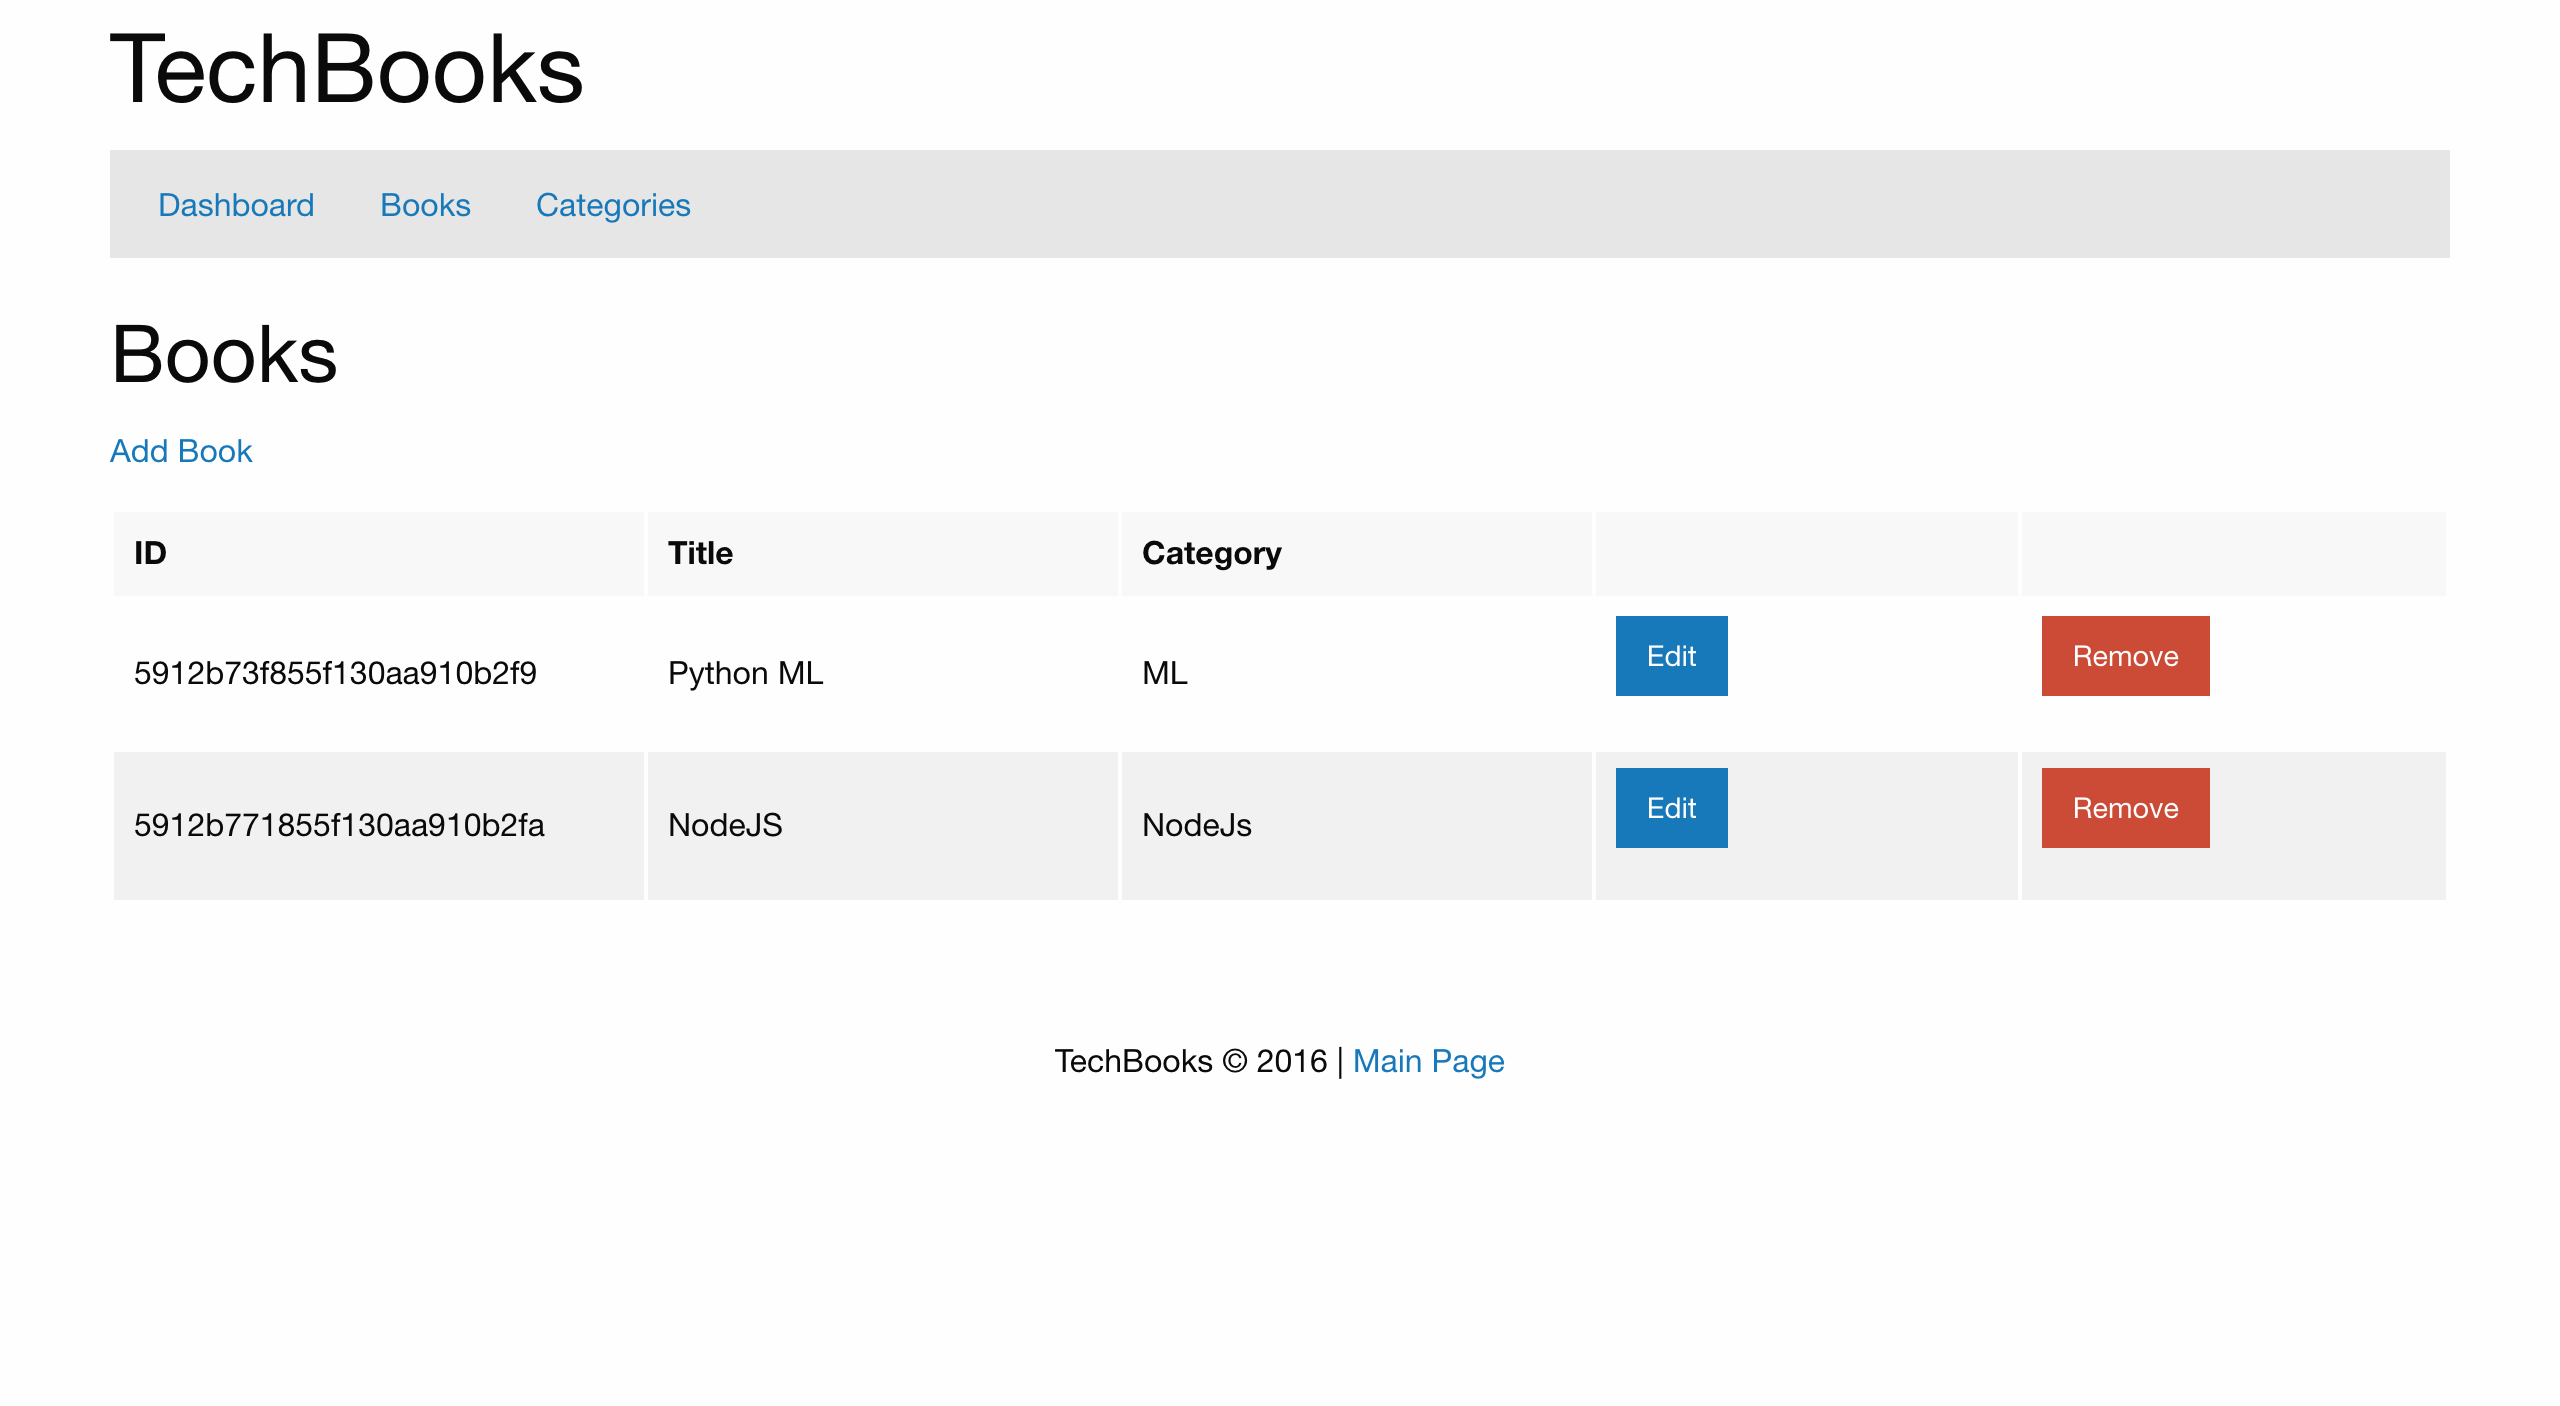 TechBooks
Dashboard Books Categories
Books
Add Book
ID Title Category
5912b73f855f130aa910b2f9 Python ML ML Edit Remove
5912b771855f130aa910b2fa NodeJS NodeJs Edit Remove
TechBooks © 2016 | Main Page